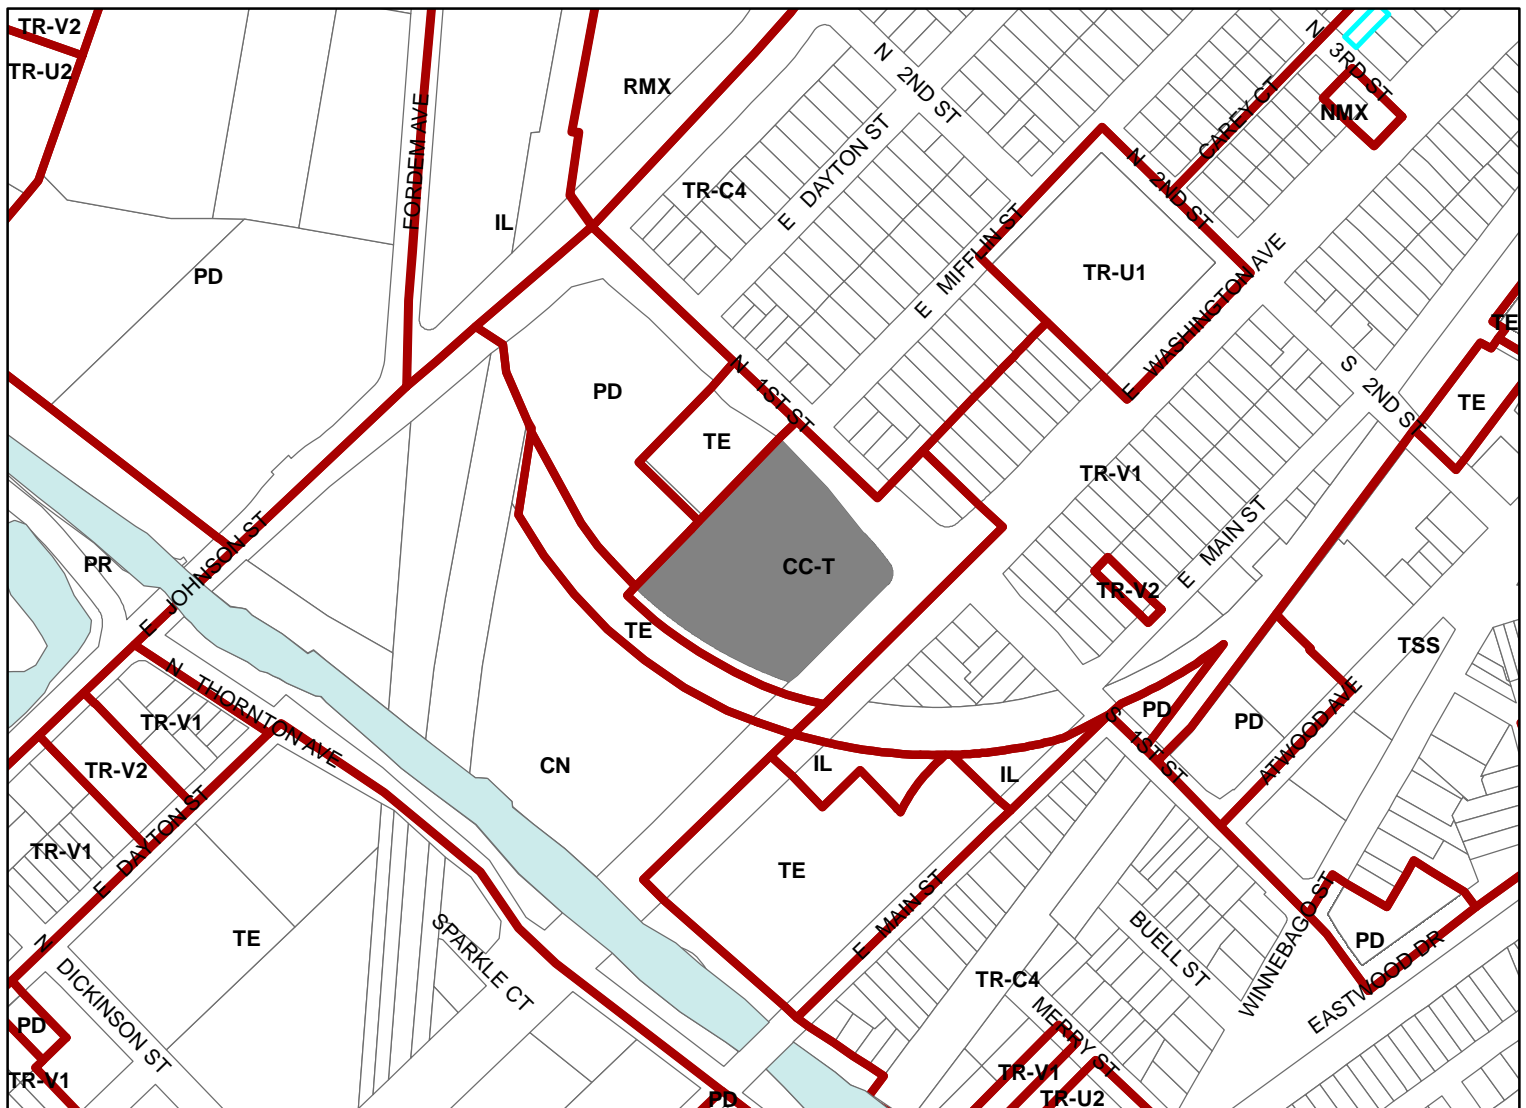 TR-V2
TR-U2
FORDEM AVE
RMX
N 2ND ST
N 3RD ST
NMX
CAREY CT
E DAYTON ST
TR-C4
N 2ND ST
IL
PD
E MIFFLIN ST
TR-U1
E WASHINGTON AVE
TE
S 2ND ST
TE
PD
N 1ST ST
TE
TR-V1
E MAIN ST
E JOHNSON ST
PR
CC-T
TR-V2
TE
TSS
N THORNTON AVE
TR-V1
PD
PD
S 1ST ST
ATWOOD AVE
CN
IL
IL
TR-V2
E DAYTON ST
TR-V1
TE
TE
E MAIN ST
SPARKLE CT
BUELL ST
WINNEBAGO ST
PD
EASTWOOD DR
N DICKINSON ST
TR-C4
MERRY ST
PD
TR-V1
TR-V1
TR-U2
PD